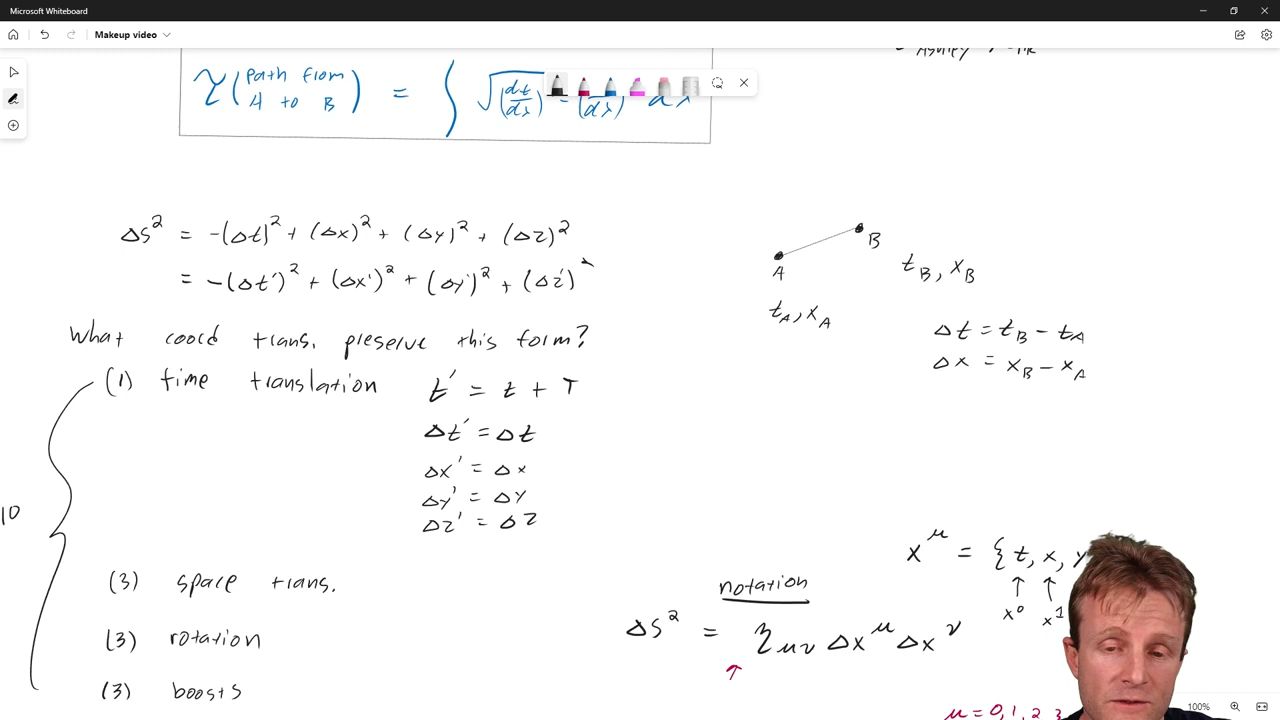 Microsoft Whiteboard
Makeup video
τ(path from A to B) = ∫ √(dt/dλ) - (/dλ) dλ
Δs² = -(Δt)² + (Δx)² + (Δy)² + (Δz)²
= -(Δt')² + (Δx')² + (Δy')² + (Δz')²
What coord trans. preserve this form?
(1) time translation t' = t + T
Δt' = Δt
Δx' = Δx
Δy' = Δy
Δz' = Δz
10
(3) space trans.
(3) rotation
(3) boosts
A
B
t_A, x_A
t_B, x_B
Δt = t_B - t_A
Δx = x_B - x_A
x^μ = {t, x, y
↑ ↑
x⁰ x¹
notation
Δs² = η_μν Δx^μ Δx^ν
↑
μ = 0, 1, 2, 3
100%